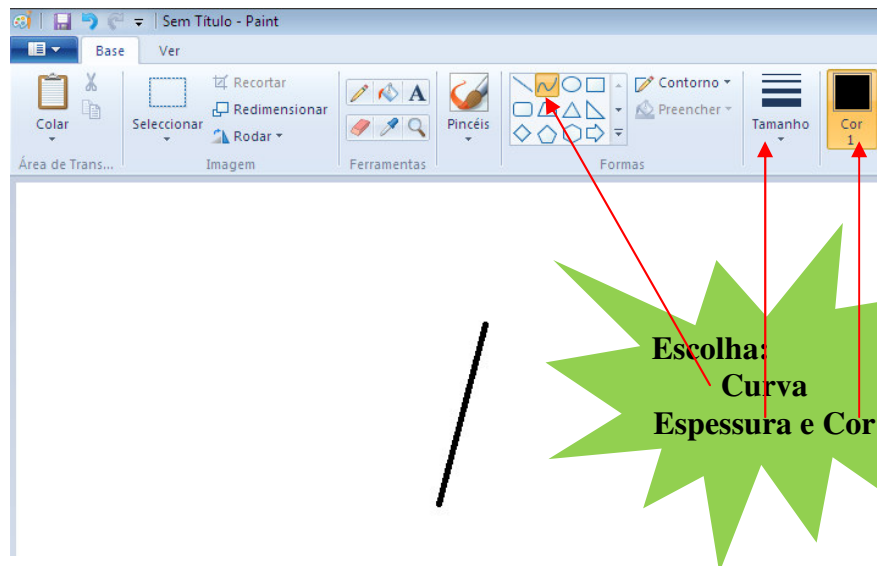 Sem Título - Paint
Base Ver
Colar
Seleccionar
Recortar
Redimensionar
Rodar
A
Pincéis
Contorno
Preencher
Tamanho
Cor
1
Área de Trans...
Imagem
Ferramentas
Formas
Escolha:
Curva
Espessura e Cor